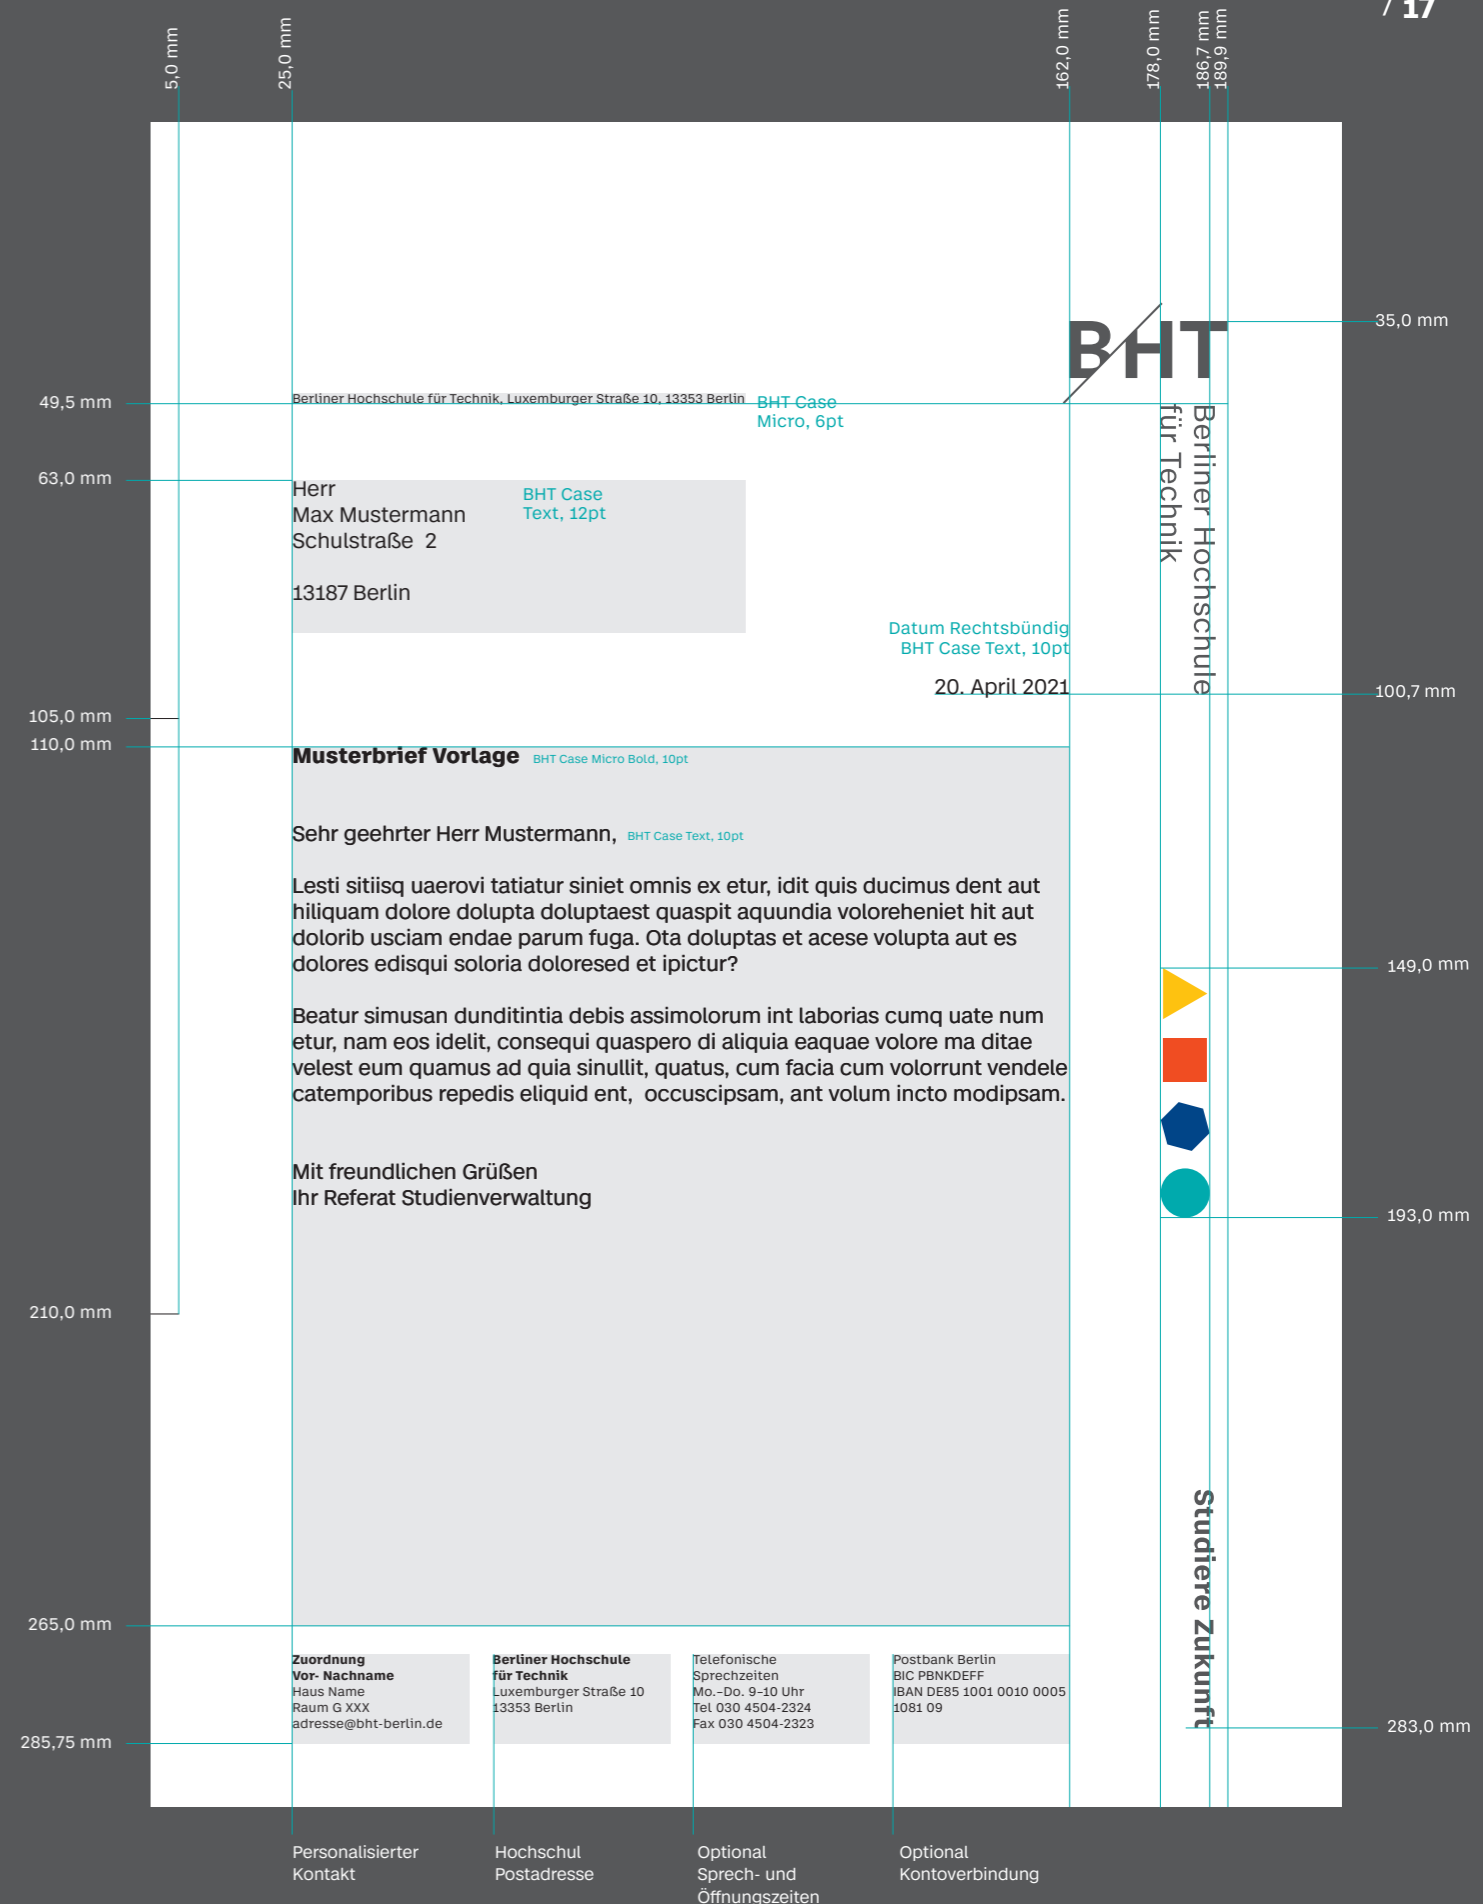 / 17
5,0 mm
25,0 mm
162,0 mm
178,0 mm
186,7 mm
189,9 mm
BHT
35,0 mm
49,5 mm
Berliner Hochschule für Technik, Luxemburger Straße 10, 13353 Berlin
BHT Case
Micro, 6pt
Berliner Hochschule
für Technik
63,0 mm
Herr
Max Mustermann
Schulstraße  2
13187 Berlin
BHT Case
Text, 12pt
Datum Rechtsbündig
BHT Case Text, 10pt
20. April 2021
100,7 mm
105,0 mm
110,0 mm
Musterbrief Vorlage
BHT Case Micro Bold, 10pt
Sehr geehrter Herr Mustermann,
BHT Case Text, 10pt
Lesti sitiisq uaerovi tatiatur siniet omnis ex etur, idit quis ducimus dent aut
hiliquam dolore dolupta doluptaest quaspit aquundia voloreheniet hit aut
dolorib usciam endae parum fuga. Ota doluptas et acese volupta aut es
dolores edisqui soloria doloresed et ipictur?
149,0 mm
Beatur simusan dunditintia debis assimolorum int laborias cumq uate num
etur, nam eos idelit, consequi quaspero di aliquia eaquae volore ma ditae
velest eum quamus ad quia sinullit, quatus, cum facia cum volorrunt vendele
catemporibus repedis eliquid ent,  occuscipsam, ant volum incto modipsam.
Mit freundlichen Grüßen
Ihr Referat Studienverwaltung
193,0 mm
210,0 mm
Studiere Zukunft
265,0 mm
Zuordnung
Vor- Nachname
Haus Name
Raum G XXX
adresse@bht-berlin.de
Berliner Hochschule
für Technik
Luxemburger Straße 10
13353 Berlin
Telefonische
Sprechzeiten
Mo.–Do. 9–10 Uhr
Tel 030 4504-2324
Fax 030 4504-2323
Postbank Berlin
BIC PBNKDEFF
IBAN DE85 1001 0010 0005
1081 09
283,0 mm
285,75 mm
Personalisierter
Kontakt
Hochschul
Postadresse
Optional
Sprech- und
Öffnungszeiten
Optional
Kontoverbindung